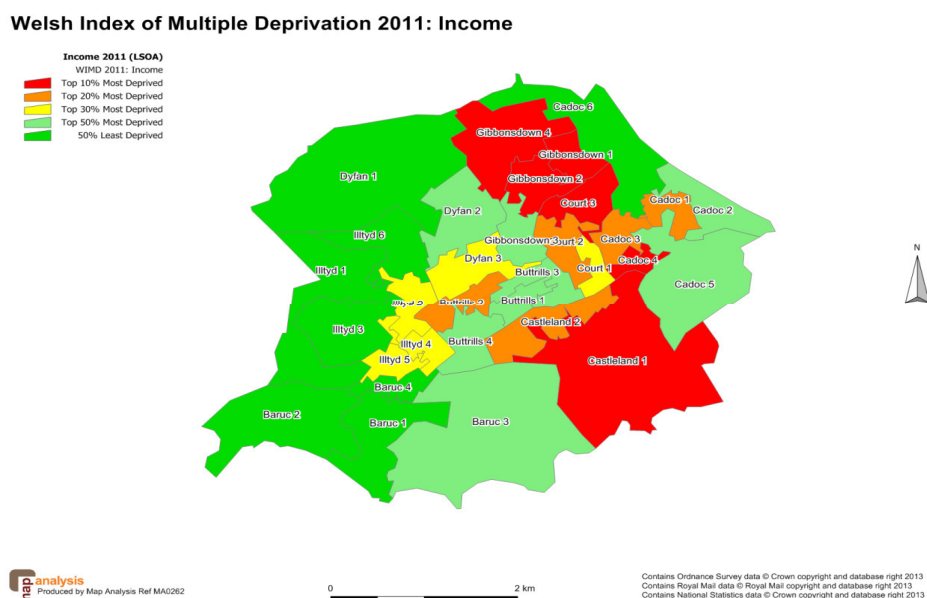 Welsh Index of Multiple Deprivation 2011: Income
Income 2011 (LSOA)
WIMD 2011: Income
Top 10% Most Deprived
Top 20% Most Deprived
Top 30% Most Deprived
Top 50% Most Deprived
50% Least Deprived
Cadoc 6
Gibbonsdown 4
Gibbonsdown 1
Dyfan 1
Gibbonsdown 2
Court 3
Cadoc 1
Dyfan 2
Cadoc 2
Illtyd 6
Gibbonsdown 3
Court 2
Cadoc 3
Dyfan 3
Cadoc 4
Illtyd 1
Buttrills 3
Court 1
Cadoc 5
Buttrills 1
Castleland 2
Illtyd 3
Buttrills 4
Illtyd 4
Illtyd 5
Castleland 1
Baruc 4
Baruc 2
Baruc 1
Baruc 3
N
map analysis
Produced by Map Analysis Ref MA0262
0 2 km
Contains Ordnance Survey data © Crown copyright and database right 2013
Contains Royal Mail data © Royal Mail copyright and database right 2013
Contains National Statistics data © Crown copyright and database right 2013